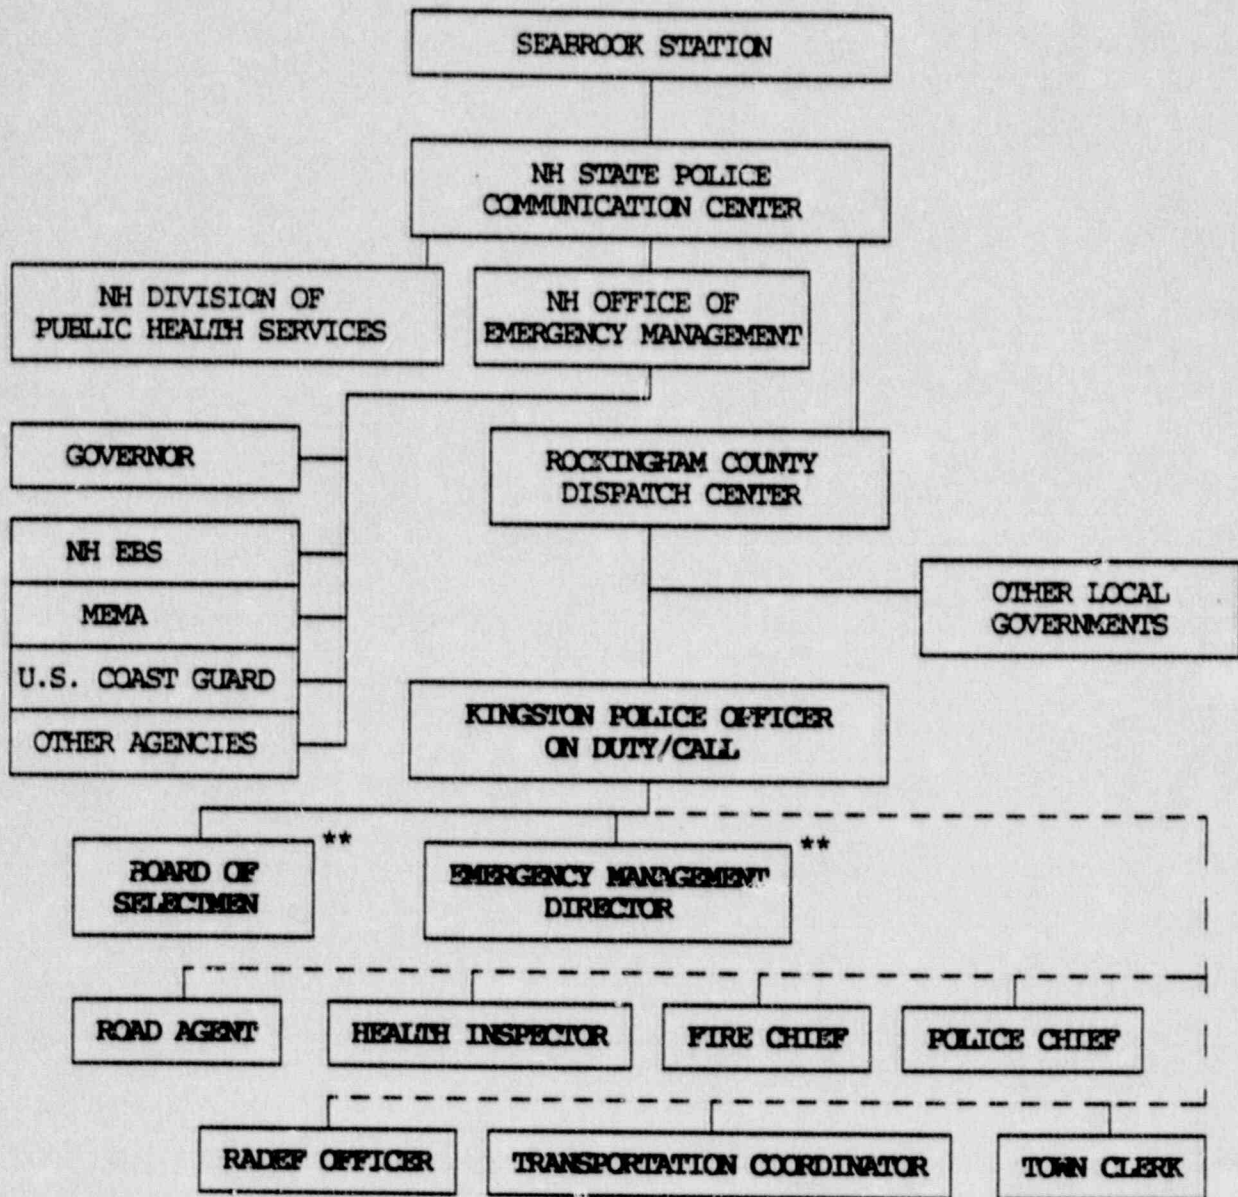 SEABROOK STATION
NH STATE POLICE
COMMUNICATION CENTER
NH DIVISION OF
PUBLIC HEALTH SERVICES
NH OFFICE OF
EMERGENCY MANAGEMENT
GOVERNOR
ROCKINGHAM COUNTY
DISPATCH CENTER
NH EBS
MEMA
U.S. COAST GUARD
OTHER AGENCIES
OTHER LOCAL
GOVERNMENTS
KINGSTON POLICE OFFICER
ON DUTY/CALL
BOARD OF
SELECTMEN
**
EMERGENCY MANAGEMENT
DIRECTOR
**
ROAD AGENT
HEALTH INSPECTOR
FIRE CHIEF
POLICE CHIEF
RADEF OFFICER
TRANSPORTATION COORDINATOR
TOWN CLERK